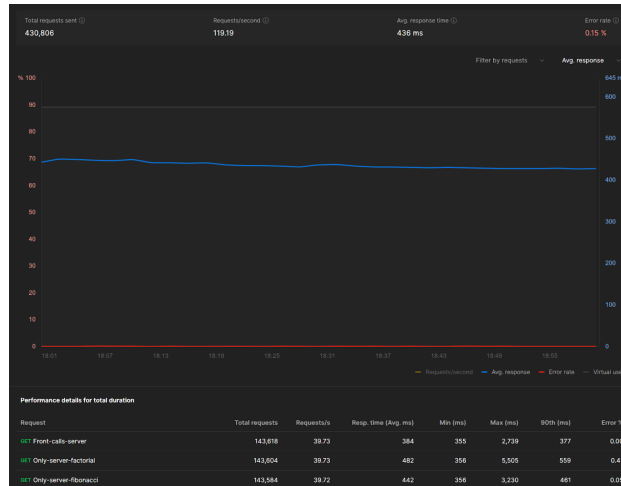 Total requests sent Requests/second Avg. response time Error rate
430,806 119.19 436 ms 0.15 %
Filter by requests Avg. response
% 100 645
90 600
80 500
70
60 400
50
40 300
30 200
20
10 100
0 0
18:01 18:07 18:13 18:19 18:25 18:31 18:37 18:43 18:49 18:55
Requests/second Avg. response Error rate Virtual
Performance details for total duration
Request Total requests Requests/s Resp. time (Avg. ms) Min (ms) Max (ms) 90th (ms) Error
GET Front-calls-server 143,618 39.73 384 355 2,739 377
GET Only-server-factorial 143,604 39.73 482 356 5,505 559
GET Only-server-fibonacci 143,584 39.72 442 356 3,230 461